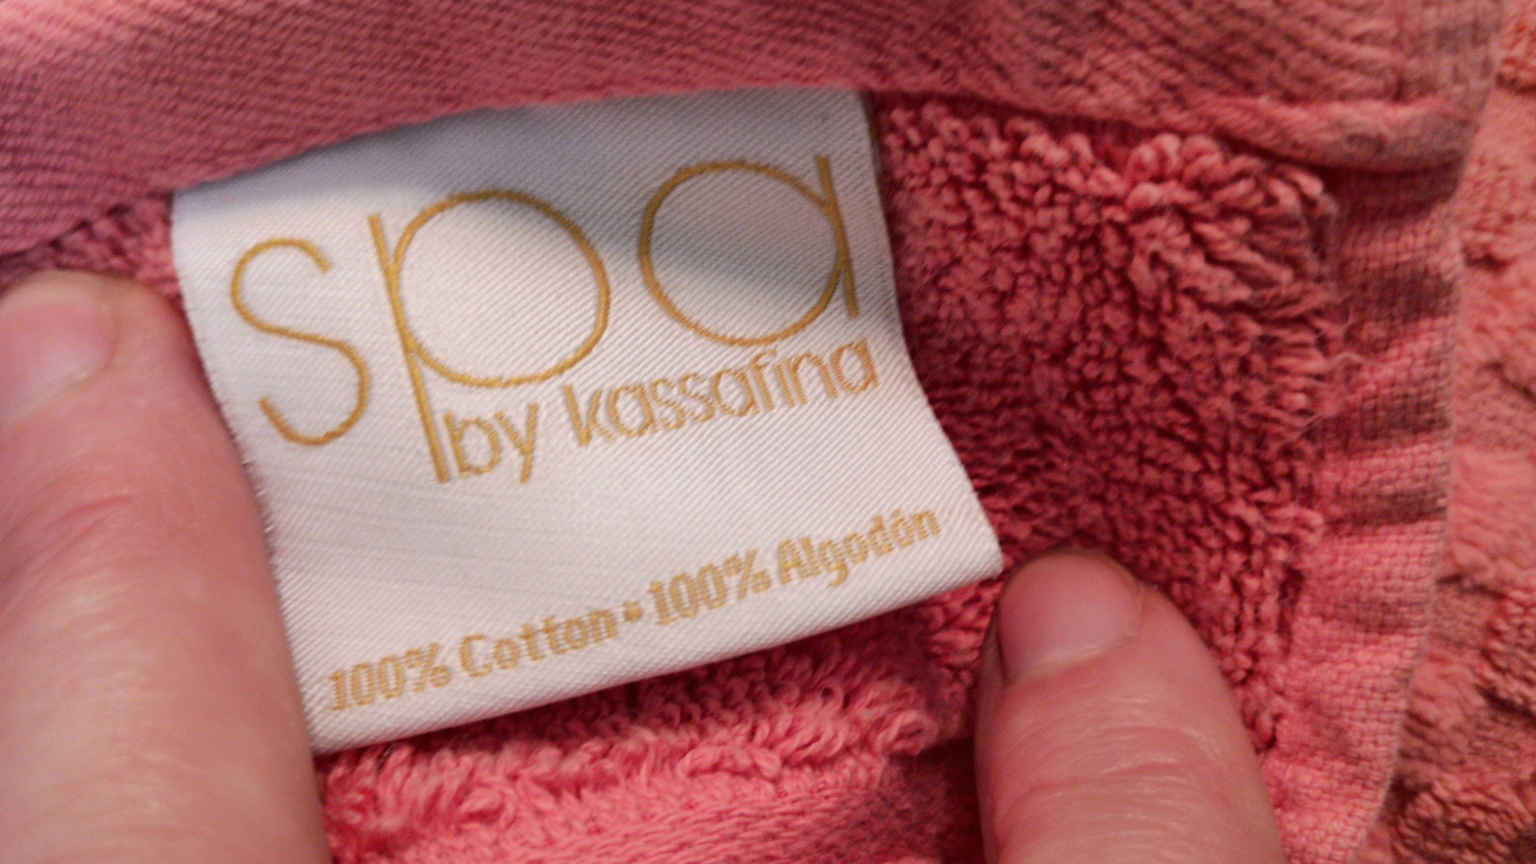 spa
by kassafina
100% Cotton • 100% Algodón